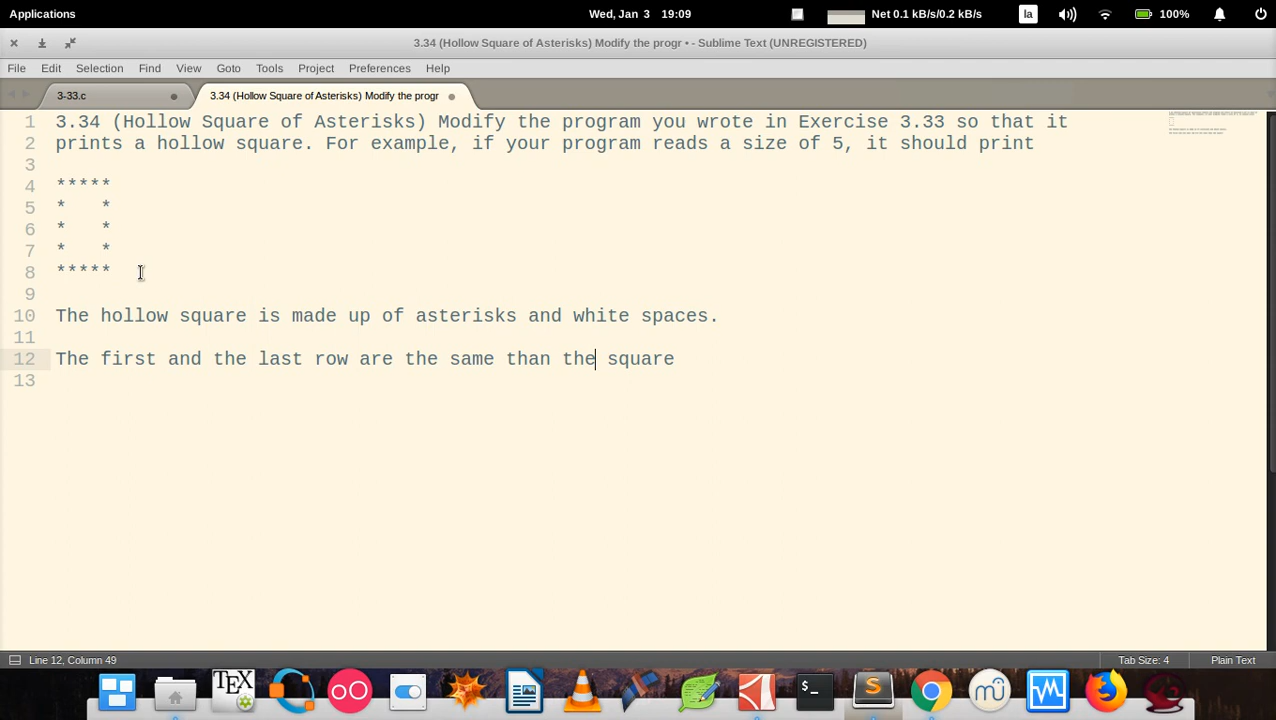 Applications Wed, Jan 3 19:09 Net 0.1 kB/s/0.2 kB/s la 100%
3.34 (Hollow Square of Asterisks) Modify the progr • - Sublime Text (UNREGISTERED)
File Edit Selection Find View Goto Tools Project Preferences Help
3-33.c 3.34 (Hollow Square of Asterisks) Modify the progr
1 3.34 (Hollow Square of Asterisks) Modify the program you wrote in Exercise 3.33 so that it
2 prints a hollow square. For example, if your program reads a size of 5, it should print
3
4 *****
5 *   *
6 *   *
7 *   *
8 *****
9
10 The hollow square is made up of asterisks and white spaces.
11
12 The first and the last row are the same than the square
13
Line 12, Column 49 Tab Size: 4 Plain Text
TEX
S